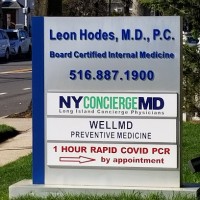 Leon Hodes, M.D., P.C.
Board Certified Internal Medicine
516.887.1900
NYCONCIERGEMD
Long Island Concierge Physicians
WELLMD
PREVENTIVE MEDICINE
1 HOUR RAPID COVID PCR
by appointment